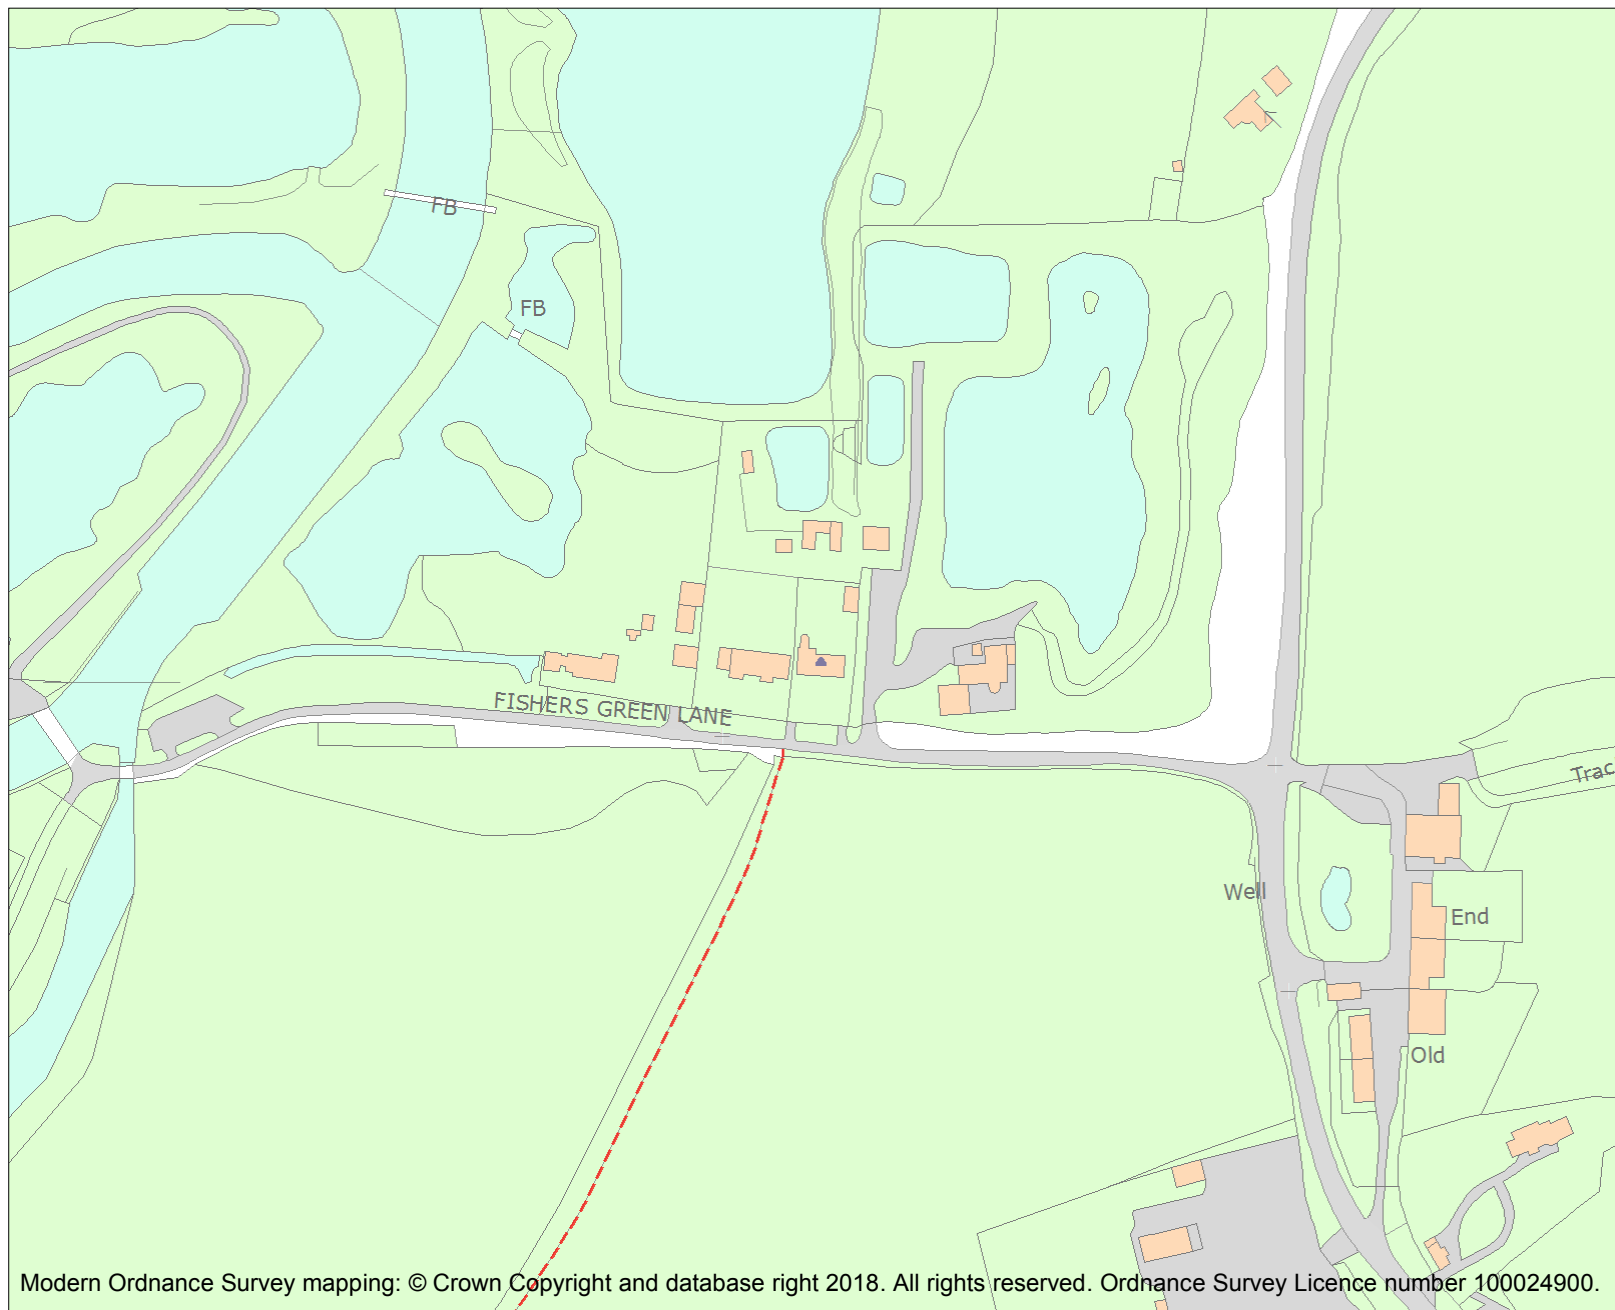 FB
FB
FISHERS GREEN LANE
Trac
Well
End
Old
Modern Ordnance Survey mapping: © Crown Copyright and database right 2018. All rights reserved. Ordnance Survey Licence number 100024900.